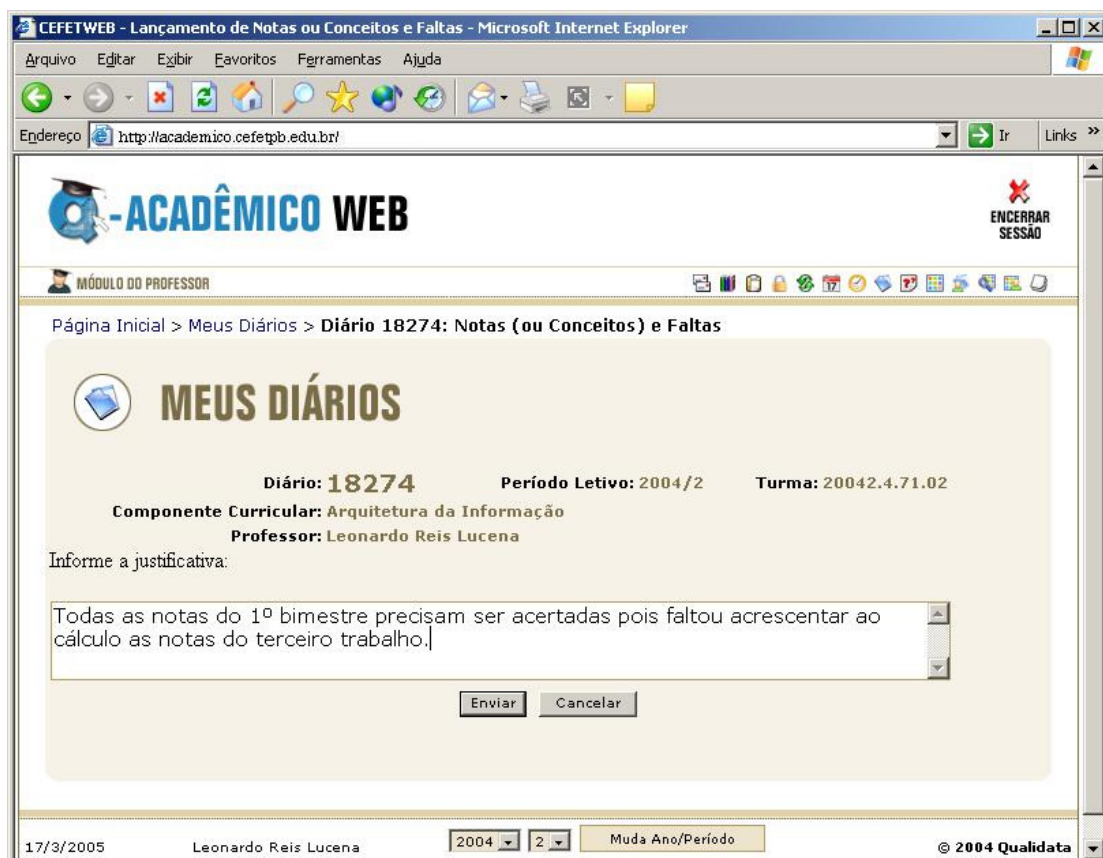 CEFETWEB - Lançamento de Notas ou Conceitos e Faltas - Microsoft Internet Explorer
Arquivo Editar Exibir Favoritos Ferramentas Ajuda
Endereço http://academico.cefetpb.edu.br/ Ir Links »
Q-ACADÊMICO WEB
ENCERRAR
SESSÃO
MÓDULO DO PROFESSOR
Página Inicial > Meus Diários > Diário 18274: Notas (ou Conceitos) e Faltas
MEUS DIÁRIOS
Diário: 18274 Período Letivo: 2004/2 Turma: 20042.4.71.02
Componente Curricular: Arquitetura da Informação
Professor: Leonardo Reis Lucena
Informe a justificativa:
Todas as notas do 1º bimestre precisam ser acertadas pois faltou acrescentar ao
cálculo as notas do terceiro trabalho.
Enviar Cancelar
17/3/2005 Leonardo Reis Lucena 2004 2 Muda Ano/Período © 2004 Qualidata